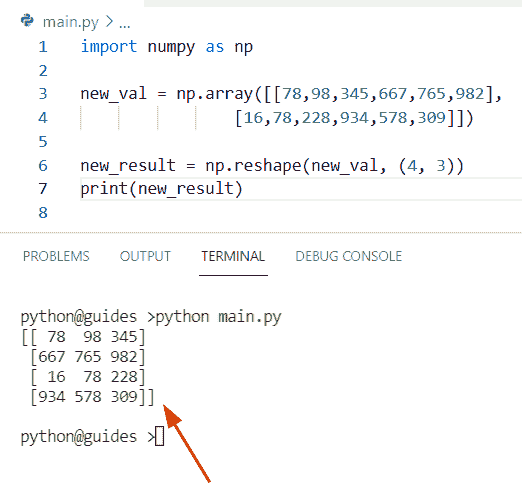 main.py > ...
1 import numpy as np
2
3 new_val = np.array([[78,98,345,667,765,982],
4 [16,78,228,934,578,309]])
5
6 new_result = np.reshape(new_val, (4, 3))
7 print(new_result)
8
PROBLEMS OUTPUT TERMINAL DEBUG CONSOLE
python@guides >python main.py
[[ 78  98 345]
 [667 765 982]
 [ 16  78 228]
 [934 578 309]]
python@guides >